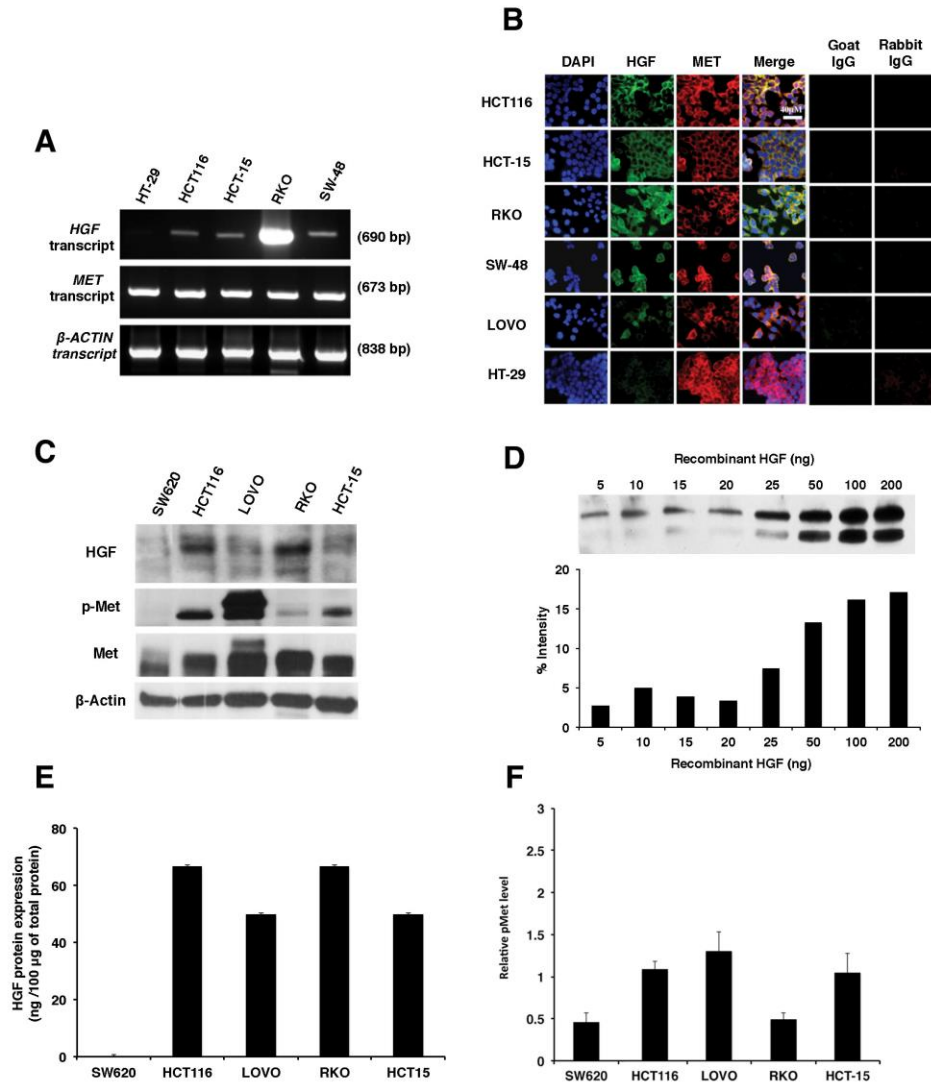 A
HT-29
HCT116
HCT-15
RKO
SW-48
HGF
transcript
(690 bp)
MET
transcript
(673 bp)
β-ACTIN
transcript
(838 bp)
B
DAPI
HGF
MET
Merge
Goat
IgG
Rabbit
IgG
HCT116
40μM
HCT-15
RKO
SW-48
LOVO
HT-29
C
SW620
HCT116
LOVO
RKO
HCT-15
HGF
p-Met
Met
β-Actin
D
Recombinant HGF (ng)
5 10 15 20 25 50 100 200
% Intensity
20
15
10
5
0
5 10 15 20 25 50 100 200
Recombinant HGF (ng)
E
HGF protein expression
(ng /100 μg of total protein)
80
60
40
20
0
SW620 HCT116 LOVO RKO HCT15
F
Relative pMet level
3
2.5
2
1.5
1
0.5
0
SW620 HCT116 LOVO RKO HCT-15